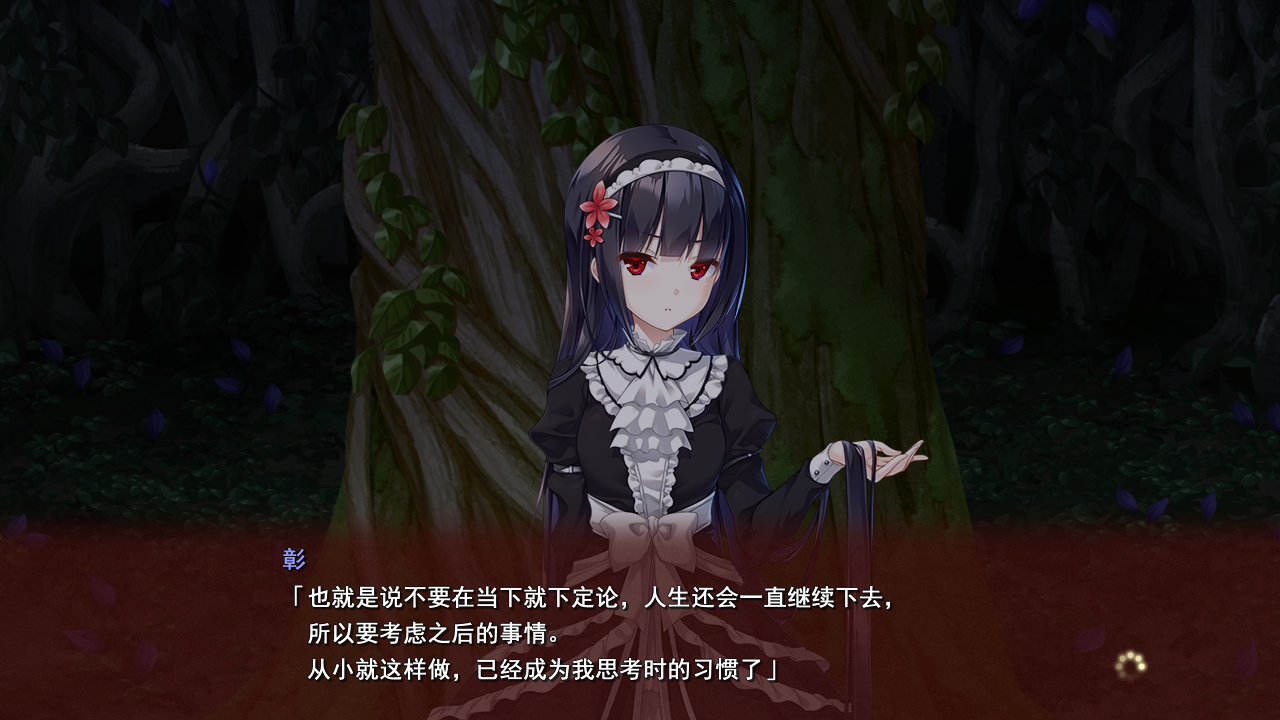 彰
「也就是说不要在当下就下定论，人生还会一直继续下去，
所以要考虑之后的事情。
从小就这样做，已经成为我思考时的习惯了」